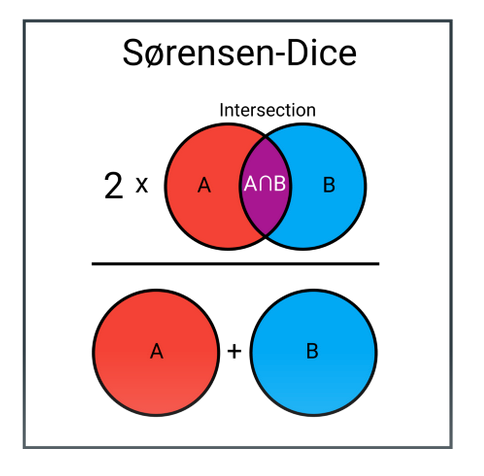 Sørensen-Dice
Intersection
2 x A A∩B B
A + B